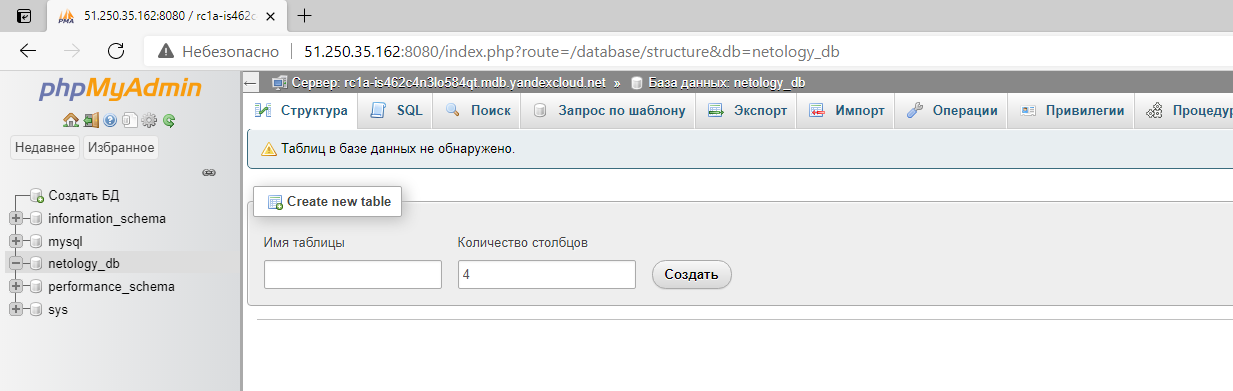 51.250.35.162:8080 / rc1a-is462c
Небезопасно 51.250.35.162:8080/index.php?route=/database/structure&db=netology_db
phpMyAdmin
Недавнее Избранное
Создать БД
information_schema
mysql
netology_db
performance_schema
sys
Сервер: rc1a-is462c4n3lo584qt.mdb.yandexcloud.net » База данных: netology_db
Структура SQL Поиск Запрос по шаблону Экспорт Импорт Операции Привилегии Процедур
Таблиц в базе данных не обнаружено.
Create new table
Имя таблицы Количество столбцов
4 Создать